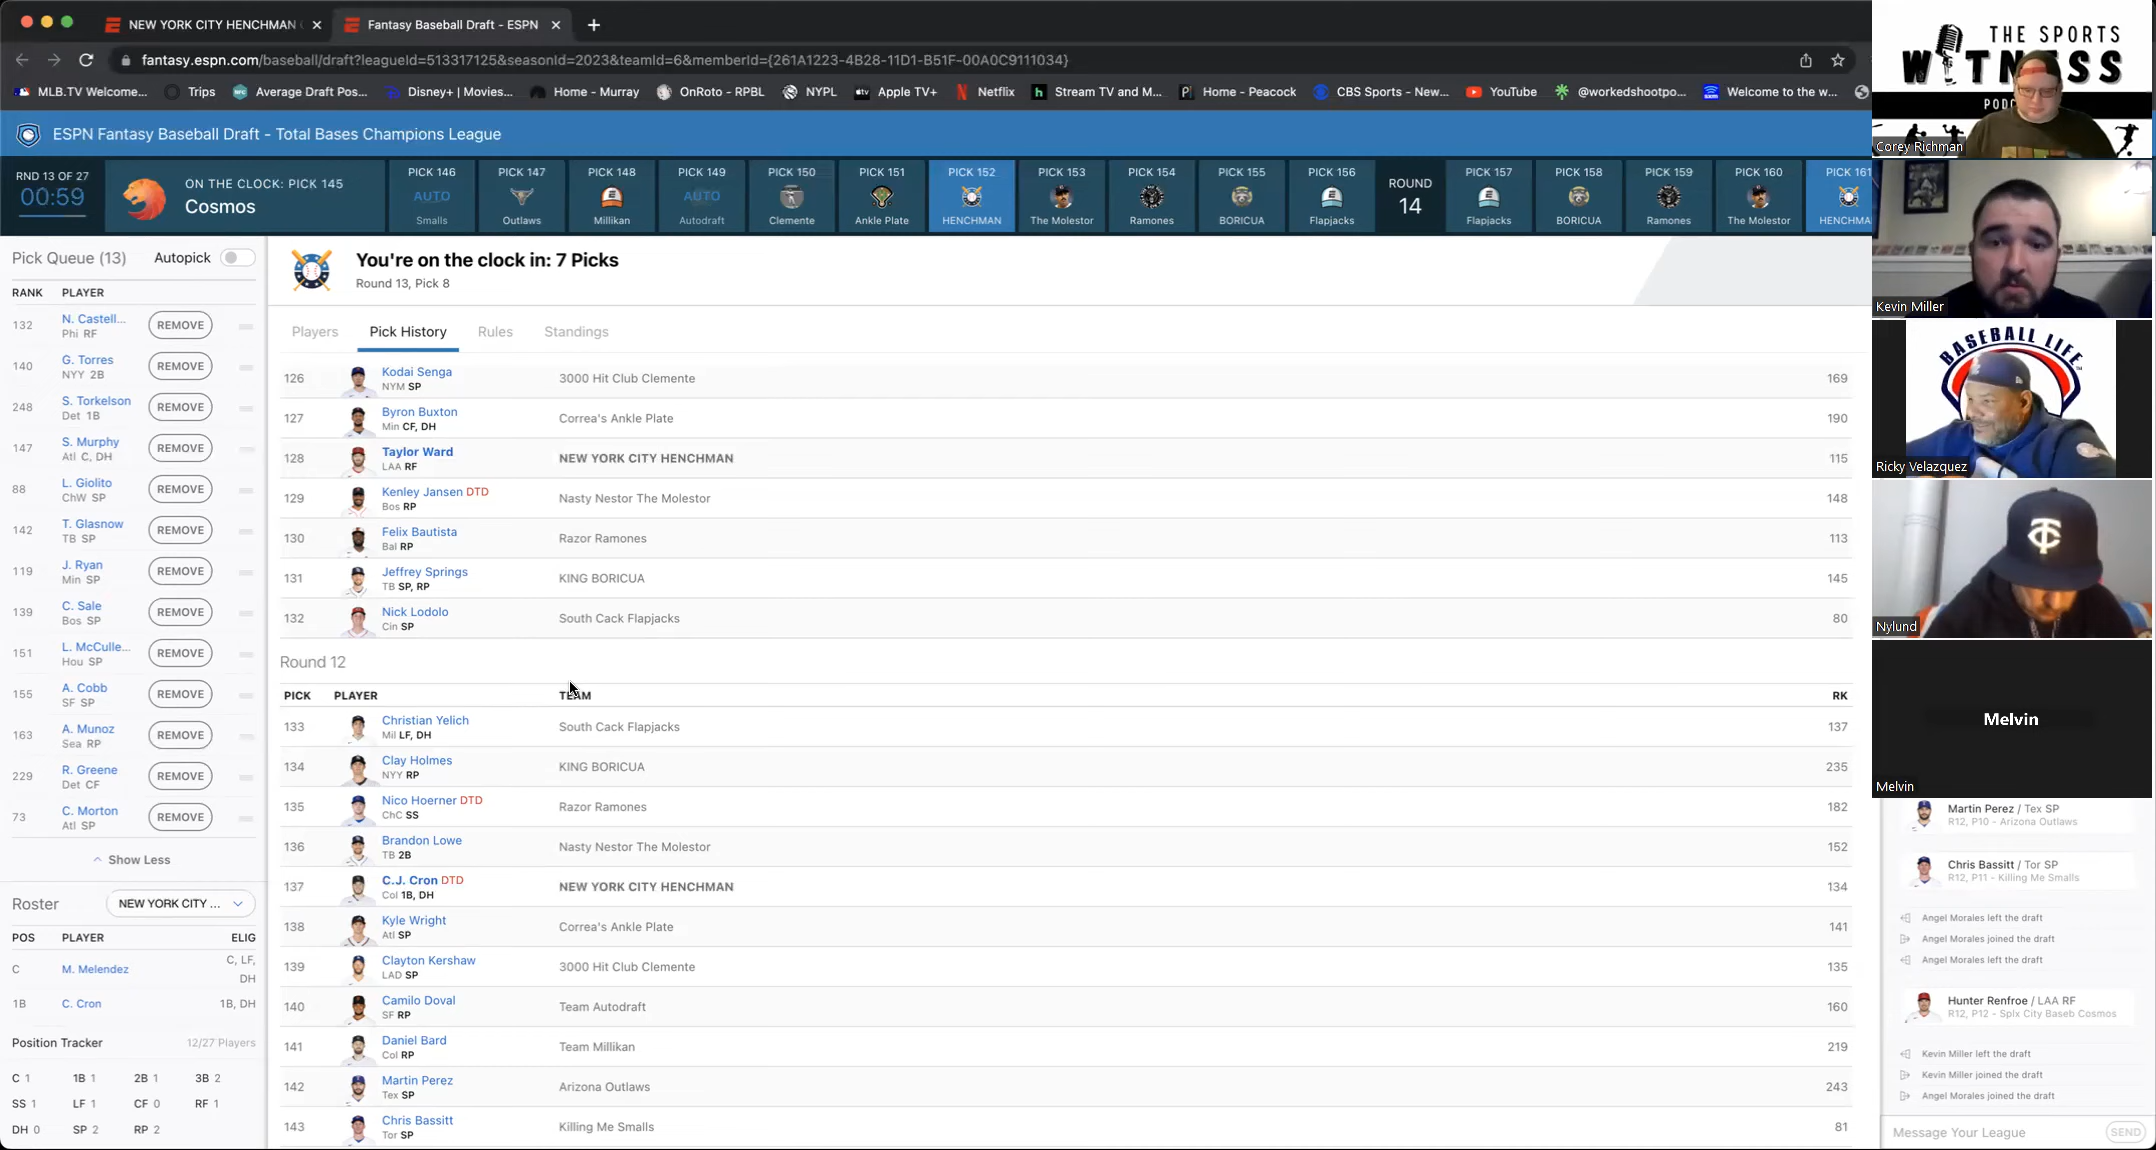 NEW YORK CITY HENCHMAN
Fantasy Baseball Draft - ESPN
fantasy.espn.com/baseball/draft?leagueId=513317125&seasonId=2023&teamId=6&memberId={261A1223-4B28-11D1-B51F-00A0C9111034}
MLB.TV Welcome... Trips Average Draft Pos... Disney+ | Movies... Home - Murray OnRoto - RPBL NYPL Apple TV+ Netflix Stream TV and M... Home - Peacock CBS Sports - New... YouTube @workedshootpo... Welcome to the w...
ESPN Fantasy Baseball Draft - Total Bases Champions League
RND 13 OF 27
00:59
ON THE CLOCK: PICK 145
Cosmos
PICK 146
AUTO
Smalls
PICK 147
Outlaws
PICK 148
Millikan
PICK 149
AUTO
Autodraft
PICK 150
Clemente
PICK 151
Ankle Plate
PICK 152
HENCHMAN
PICK 153
The Molestor
PICK 154
Ramones
PICK 155
BORICUA
PICK 156
Flapjacks
ROUND
14
PICK 157
Flapjacks
PICK 158
BORICUA
PICK 159
Ramones
PICK 160
The Molestor
PICK 161
HENCHMA
Pick Queue (13) Autopick
RANK PLAYER
132 N. Castell... REMOVE
Phi RF
140 G. Torres REMOVE
NYY 2B
248 S. Torkelson REMOVE
Det 1B
147 S. Murphy REMOVE
Atl C, DH
88 L. Giolito REMOVE
ChW SP
142 T. Glasnow REMOVE
TB SP
119 J. Ryan REMOVE
Min SP
139 C. Sale REMOVE
Bos SP
151 L. McCulle... REMOVE
Hou SP
155 A. Cobb REMOVE
SF SP
163 A. Munoz REMOVE
Sea RP
229 R. Greene REMOVE
Det CF
73 C. Morton REMOVE
Atl SP
Show Less
Roster NEW YORK CITY ...
POS PLAYER ELIG
C M. Melendez C, LF, DH
1B C. Cron 1B, DH
Position Tracker 12/27 Players
C 1 1B 1 2B 1 3B 2
SS 1 LF 1 CF 0 RF 1
DH 0 SP 2 RP 2
You're on the clock in: 7 Picks
Round 13, Pick 8
Players Pick History Rules Standings
126 Kodai Senga 3000 Hit Club Clemente 169
NYM SP
127 Byron Buxton Correa's Ankle Plate 190
Min CF, DH
128 Taylor Ward NEW YORK CITY HENCHMAN 115
LAA RF
129 Kenley Jansen DTD Nasty Nestor The Molestor 148
Bos RP
130 Felix Bautista Razor Ramones 113
Bal RP
131 Jeffrey Springs KING BORICUA 145
TB SP, RP
132 Nick Lodolo South Cack Flapjacks 80
Cin SP
Round 12
PICK PLAYER TEAM RK
133 Christian Yelich South Cack Flapjacks 137
Mil LF, DH
134 Clay Holmes KING BORICUA 235
NYY RP
135 Nico Hoerner DTD Razor Ramones 182
ChC SS
136 Brandon Lowe Nasty Nestor The Molestor 152
TB 2B
137 C.J. Cron DTD NEW YORK CITY HENCHMAN 134
Col 1B, DH
138 Kyle Wright Correa's Ankle Plate 141
Atl SP
139 Clayton Kershaw 3000 Hit Club Clemente 135
LAD SP
140 Camilo Doval Team Autodraft 160
SF RP
141 Daniel Bard Team Millikan 219
Col RP
142 Martin Perez Arizona Outlaws 243
Tex SP
143 Chris Bassitt Killing Me Smalls 81
Tor SP
THE SPORTS
Corey Richman
Kevin Miller
BASEBALL LIFE
Ricky Velazquez
TC
Nylund
Melvin
Melvin
Martin Perez / Tex SP
R12, P10 - Arizona Outlaws
Chris Bassitt / Tor SP
R12, P11 - Killing Me Smalls
Angel Morales left the draft
Angel Morales joined the draft
Angel Morales left the draft
Hunter Renfroe / LAA RF
R12, P12 - Splx City Baseb Cosmos
Kevin Miller left the draft
Kevin Miller joined the draft
Angel Morales joined the draft
Message Your League SEND